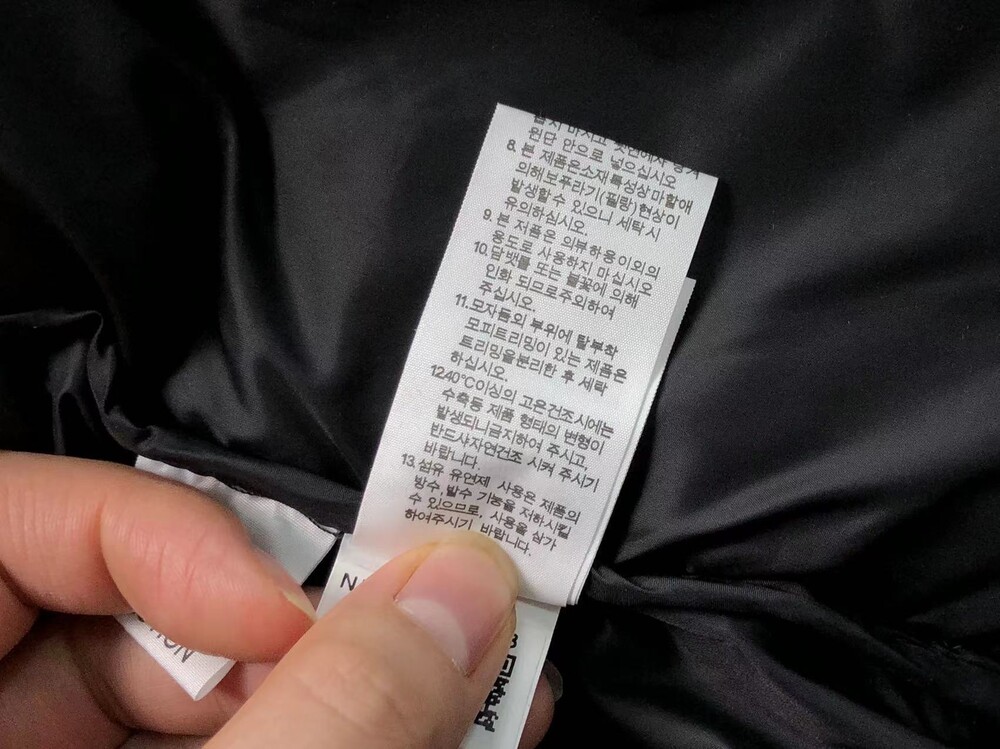 원단 안으로 넣으십시오
8. 본 제품은소재특성상마찰애
의해보푸라기(필링)현상이
발생할수 있으니 세탁시
유의하십시오.
9. 본 저품은 의뷰하용이외의
용도로 사용하지 마십시오
10. 담뱃불 또는 불꽃에 의해
인화 되므로주의하여
주십시오.
11. 모자들의 부위에 탈부착
모피트리밍이 있는 제품은
트리밍을분리한 후 세탁
하십시오.
12.40°C이싱의 고온건조시에는
수축등 제품 형태의 변형이
발생되니금지하여 주시고,
반드사자연건조 시켜 주시기
바랍니다.
13. 섬유 유연제 사용은 제품의
방수,발수 기능을 저하시킬
수 있으므로, 사용을 삼가
하여주시기 바랍니다.